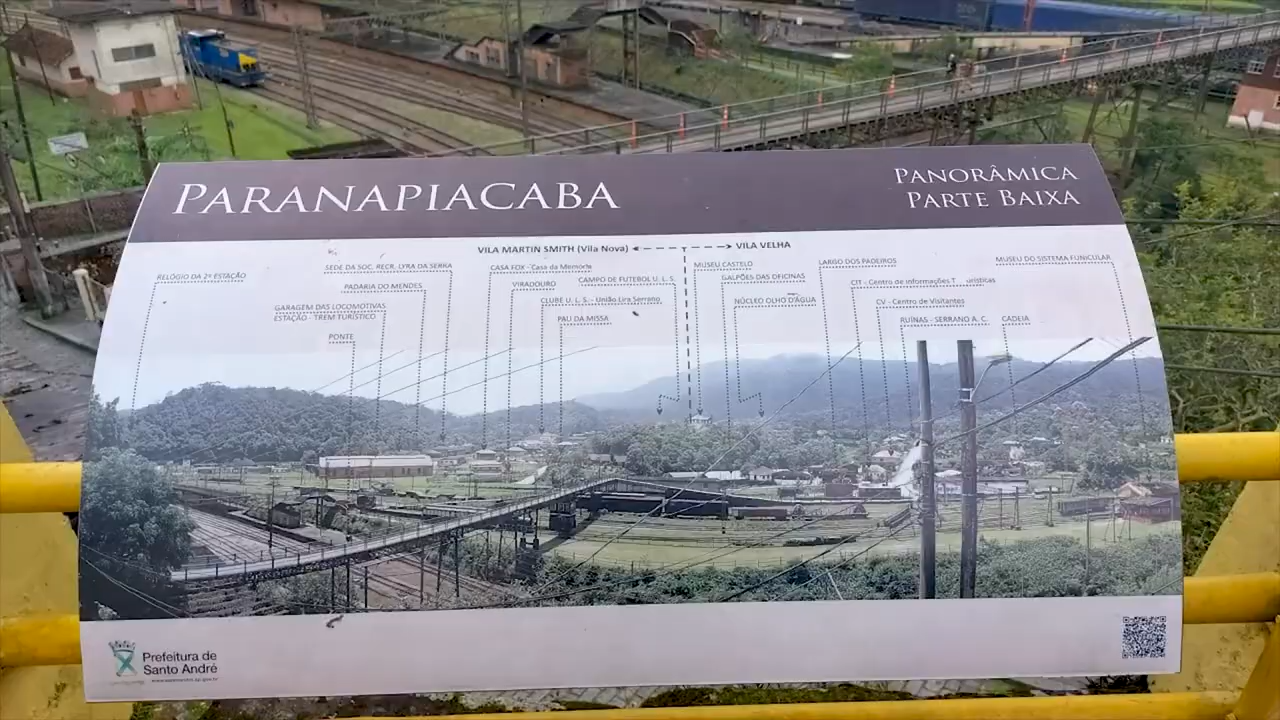 PARANAPIACABA
PANORÂMICA
PARTE BAIXA
VILA MARTIN SMITH (Vila Nova)
VILA VELHA
RELÓGIO DA 2ª ESTAÇÃO
SEDE DA SOC. RECR. LYRA DA SERRA
PADARIA DO MENDES
GARAGEM DAS LOCOMOTIVAS
ESTAÇÃO - TREM TURÍSTICO
PONTE
CASA FOX - Casa da Memória
VIRADOURO
CAMPO DE FUTEBOL U. L. S.
CLUBE U. L. S. - União Lira Serrano
PAU DA MISSA
MUSEU CASTELO
GALPÕES DAS OFICINAS
NÚCLEO OLHO D'ÁGUA
LARGO DOS PADEIROS
CIT - Centro de Informações T urísticas
CV - Centro de Visitantes
RUÍNAS - SERRANO A. C.
CADEIA
MUSEU DO SISTEMA FUNICULAR
Prefeitura de
Santo André